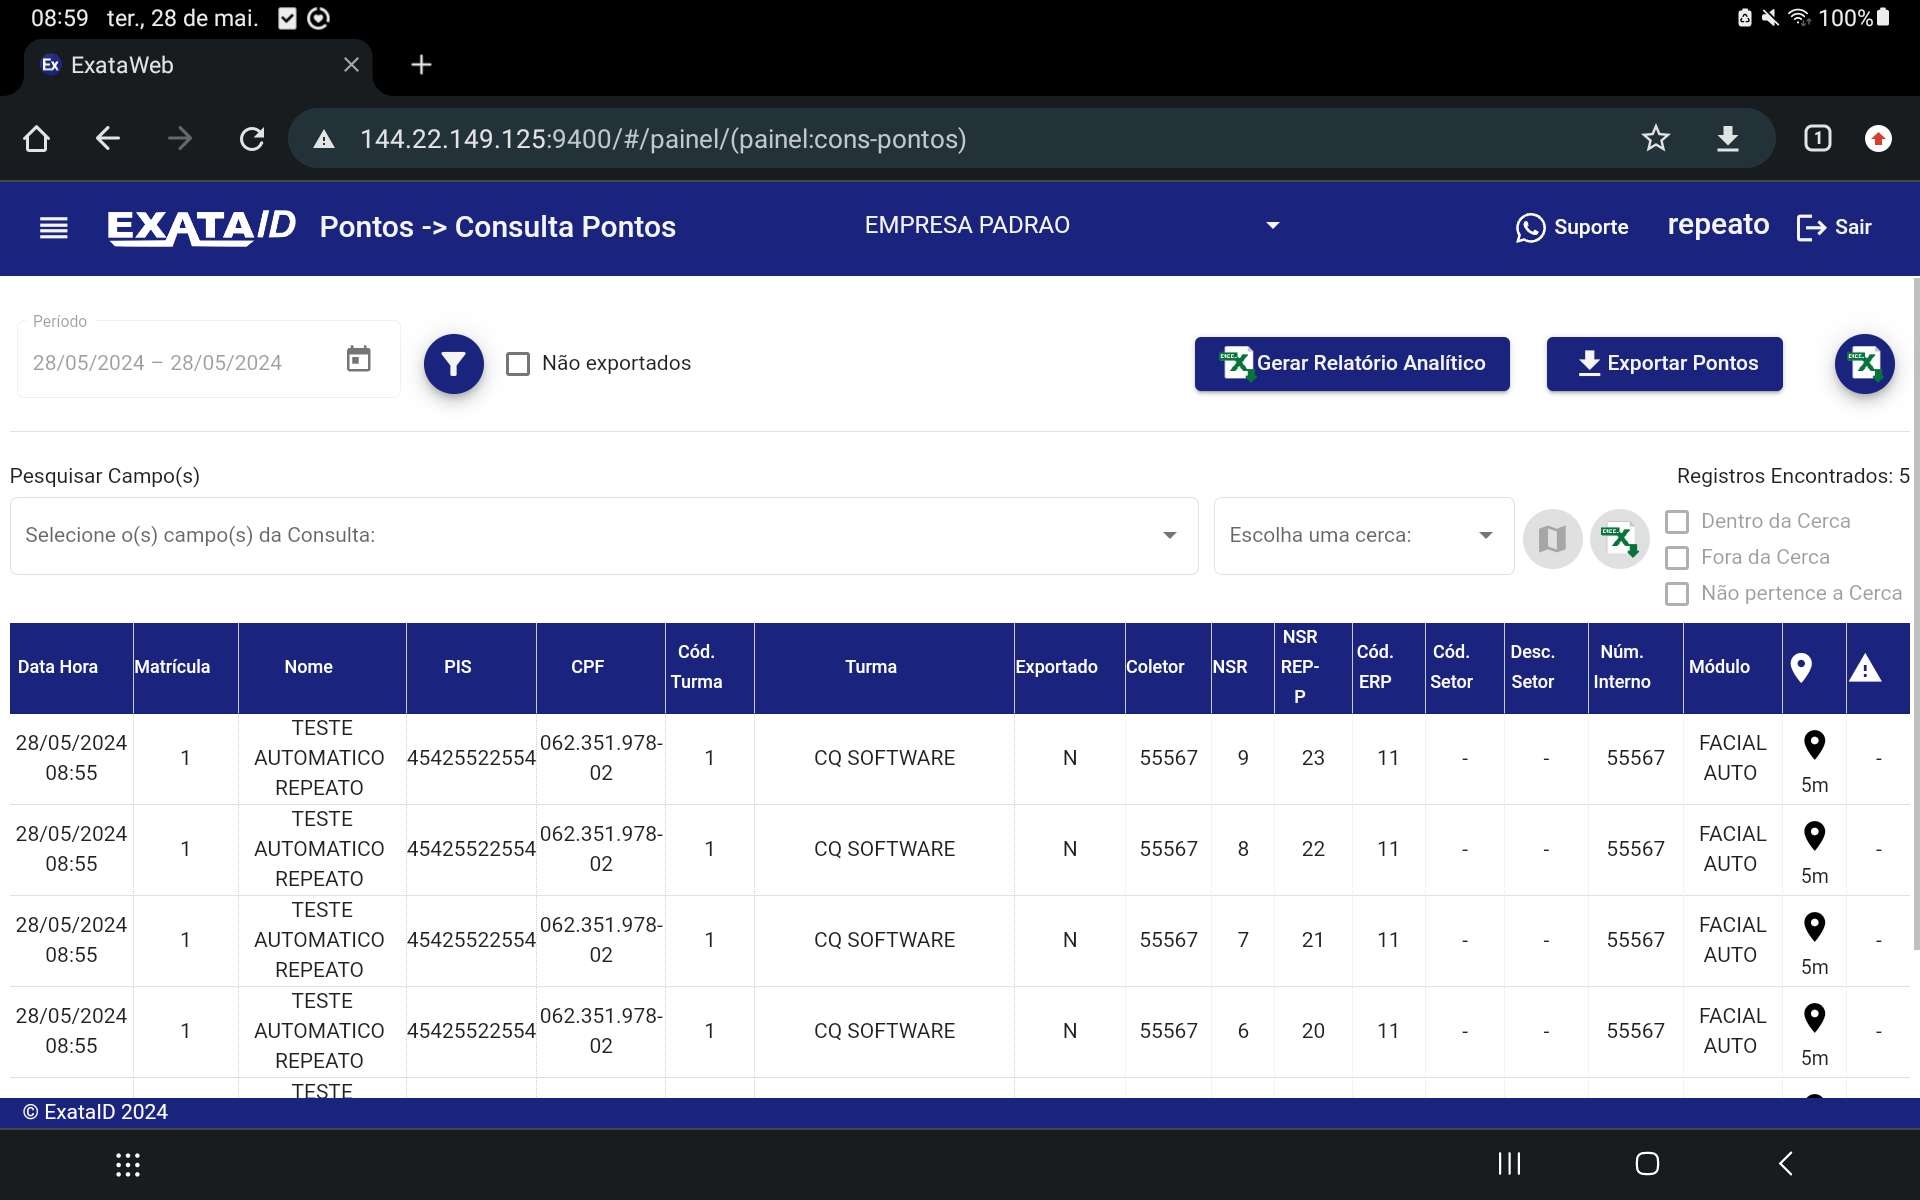 08:59 ter., 28 de mai.
100%
Ex ExataWeb
144.22.149.125:9400/#/painel/(painel:cons-pontos)
1
EXATAID Pontos -> Consulta Pontos EMPRESA PADRAO Suporte repeato Sair
Período
28/05/2024 – 28/05/2024
Não exportados
Gerar Relatório Analítico
Exportar Pontos
Pesquisar Campo(s)
Registros Encontrados: 5
Selecione o(s) campo(s) da Consulta:
Escolha uma cerca:
Dentro da Cerca
Fora da Cerca
Não pertence a Cerca
Data Hora Matrícula Nome PIS CPF Cód. Turma Turma Exportado Coletor NSR NSR REP-P Cód. ERP Cód. Setor Desc. Setor Núm. Interno Módulo
28/05/2024 08:55 1 TESTE AUTOMATICO REPEATO 45425522554 062.351.978-02 1 CQ SOFTWARE N 55567 9 23 11 - - 55567 FACIAL AUTO 5m -
28/05/2024 08:55 1 TESTE AUTOMATICO REPEATO 45425522554 062.351.978-02 1 CQ SOFTWARE N 55567 8 22 11 - - 55567 FACIAL AUTO 5m -
28/05/2024 08:55 1 TESTE AUTOMATICO REPEATO 45425522554 062.351.978-02 1 CQ SOFTWARE N 55567 7 21 11 - - 55567 FACIAL AUTO 5m -
28/05/2024 08:55 1 TESTE AUTOMATICO REPEATO 45425522554 062.351.978-02 1 CQ SOFTWARE N 55567 6 20 11 - - 55567 FACIAL AUTO 5m -
TESTE
© ExataID 2024